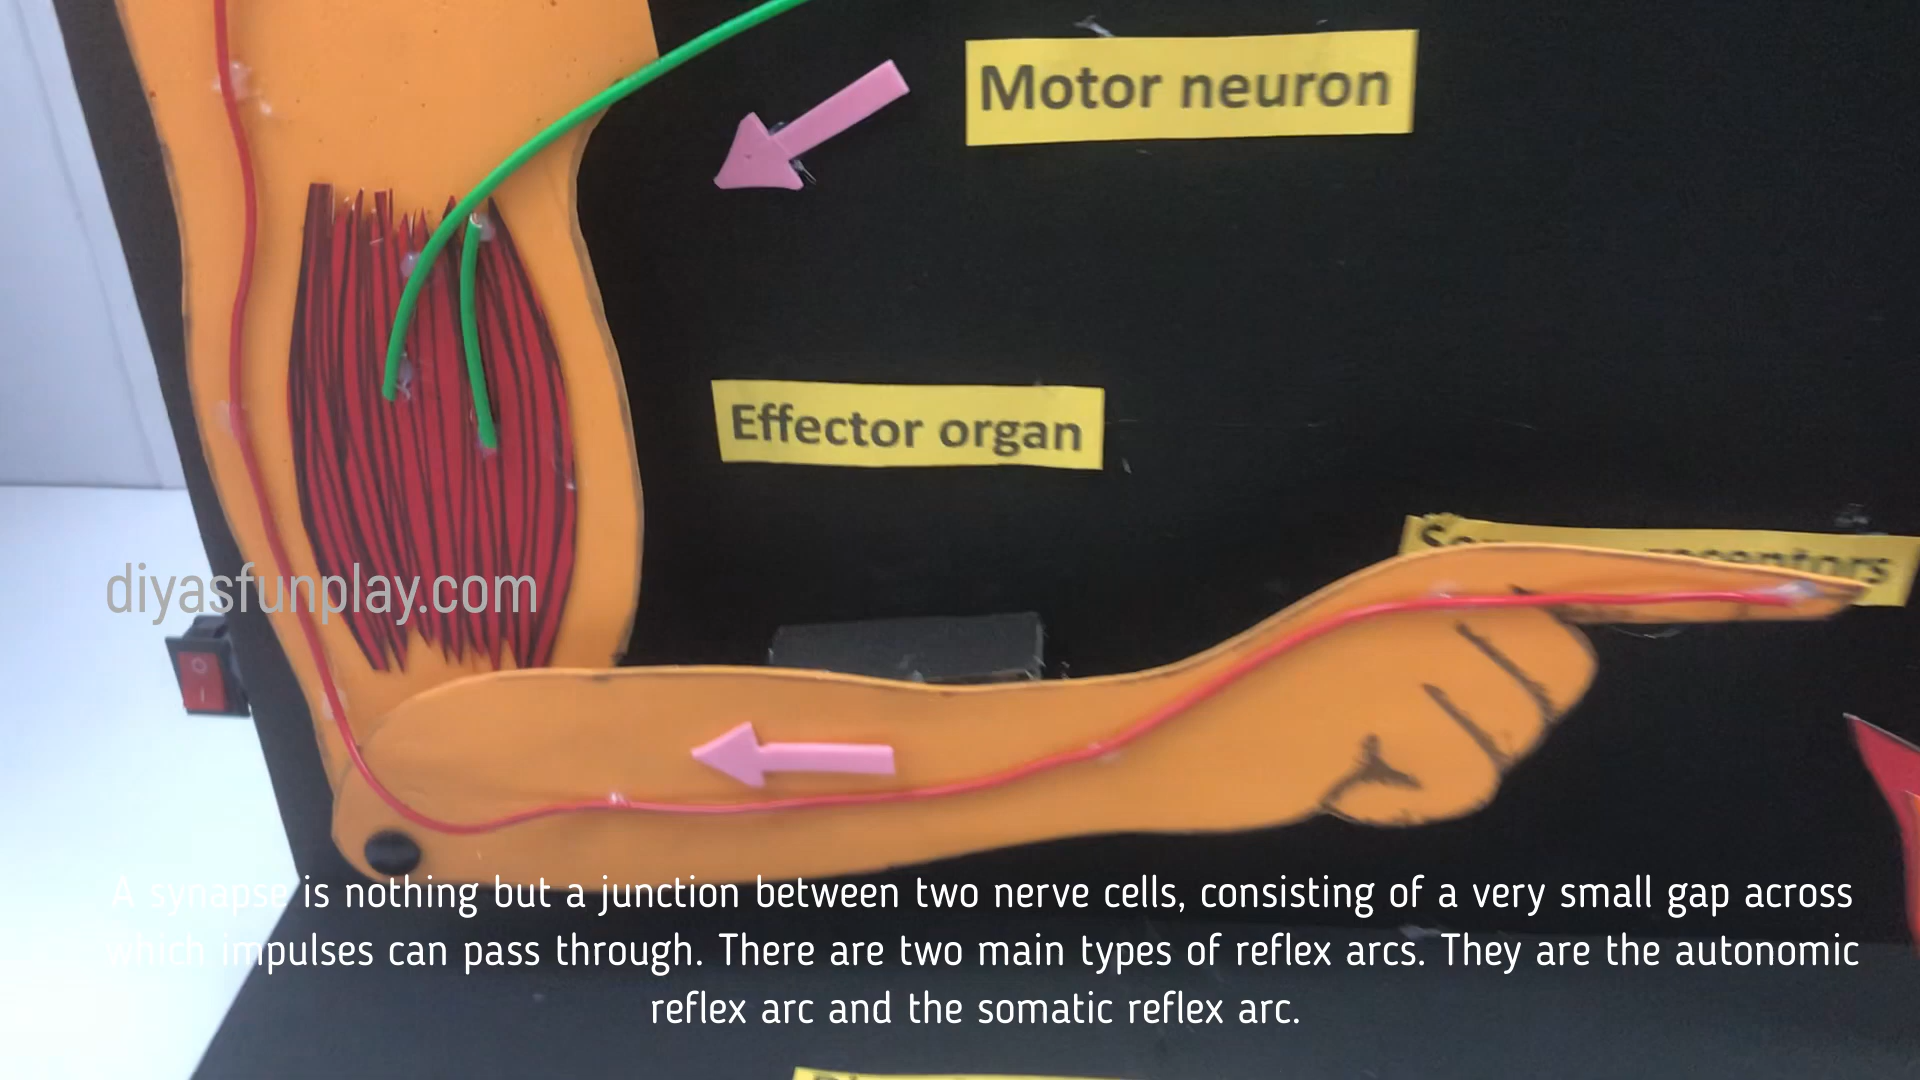 Motor neuron
Effector organ
diyasfunplay.com
A synapse is nothing but a junction between two nerve cells, consisting of a very small gap across
which impulses can pass through. There are two main types of reflex arcs. They are the autonomic
reflex arc and the somatic reflex arc.